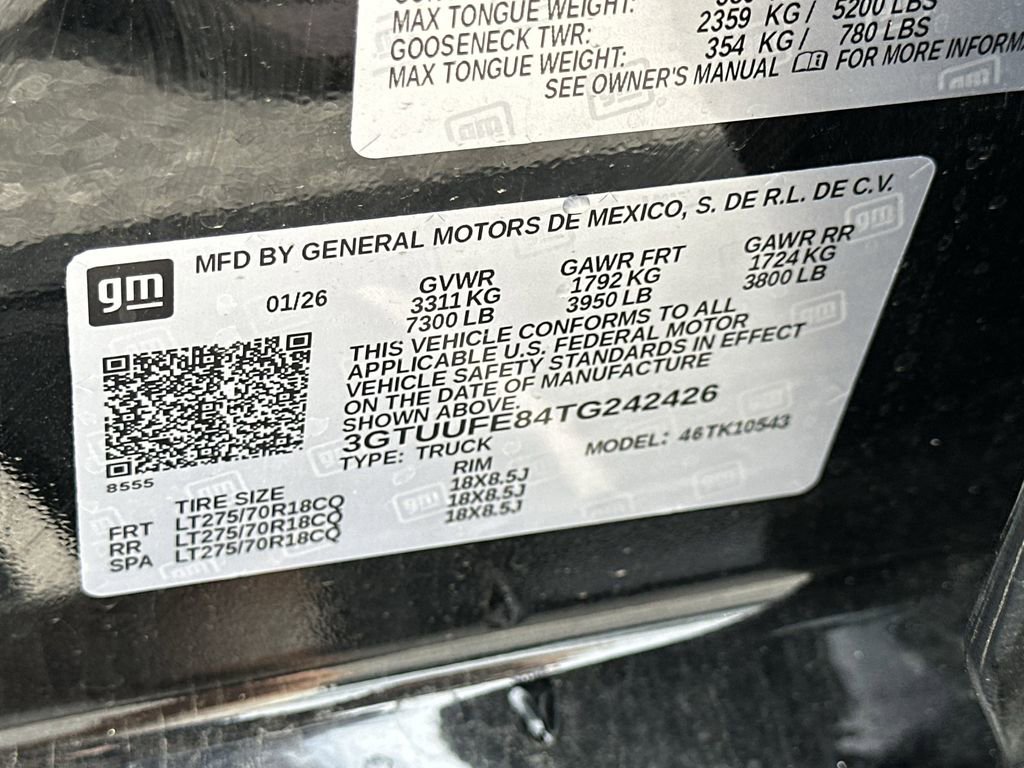 MAX TONGUE WEIGHT:
GOOSENECK TWR: 2359 KG / 5200 LBS
MAX TONGUE WEIGHT: 354 KG / 780 LBS
SEE OWNER'S MANUAL FOR MORE
gm
MFD BY GENERAL MOTORS DE MEXICO, S. DE R.L. DE C.V.
01/26
GVWR GAWR FRT GAWR RR
3311 KG 1792 KG 1724 KG
7300 LB 3950 LB 3800 LB
THIS VEHICLE CONFORMS TO ALL
APPLICABLE U.S. FEDERAL MOTOR
VEHICLE SAFETY STANDARDS IN EFFECT
ON THE DATE OF MANUFACTURE
SHOWN ABOVE.
3GTUUFE84TG242426
TYPE: TRUCK MODEL: 46TK10543
8555
TIRE SIZE RIM
FRT LT275/70R18CQ 18X8.5J
RR LT275/70R18CQ 18X8.5J
SPA LT275/70R18CQ 18X8.5J